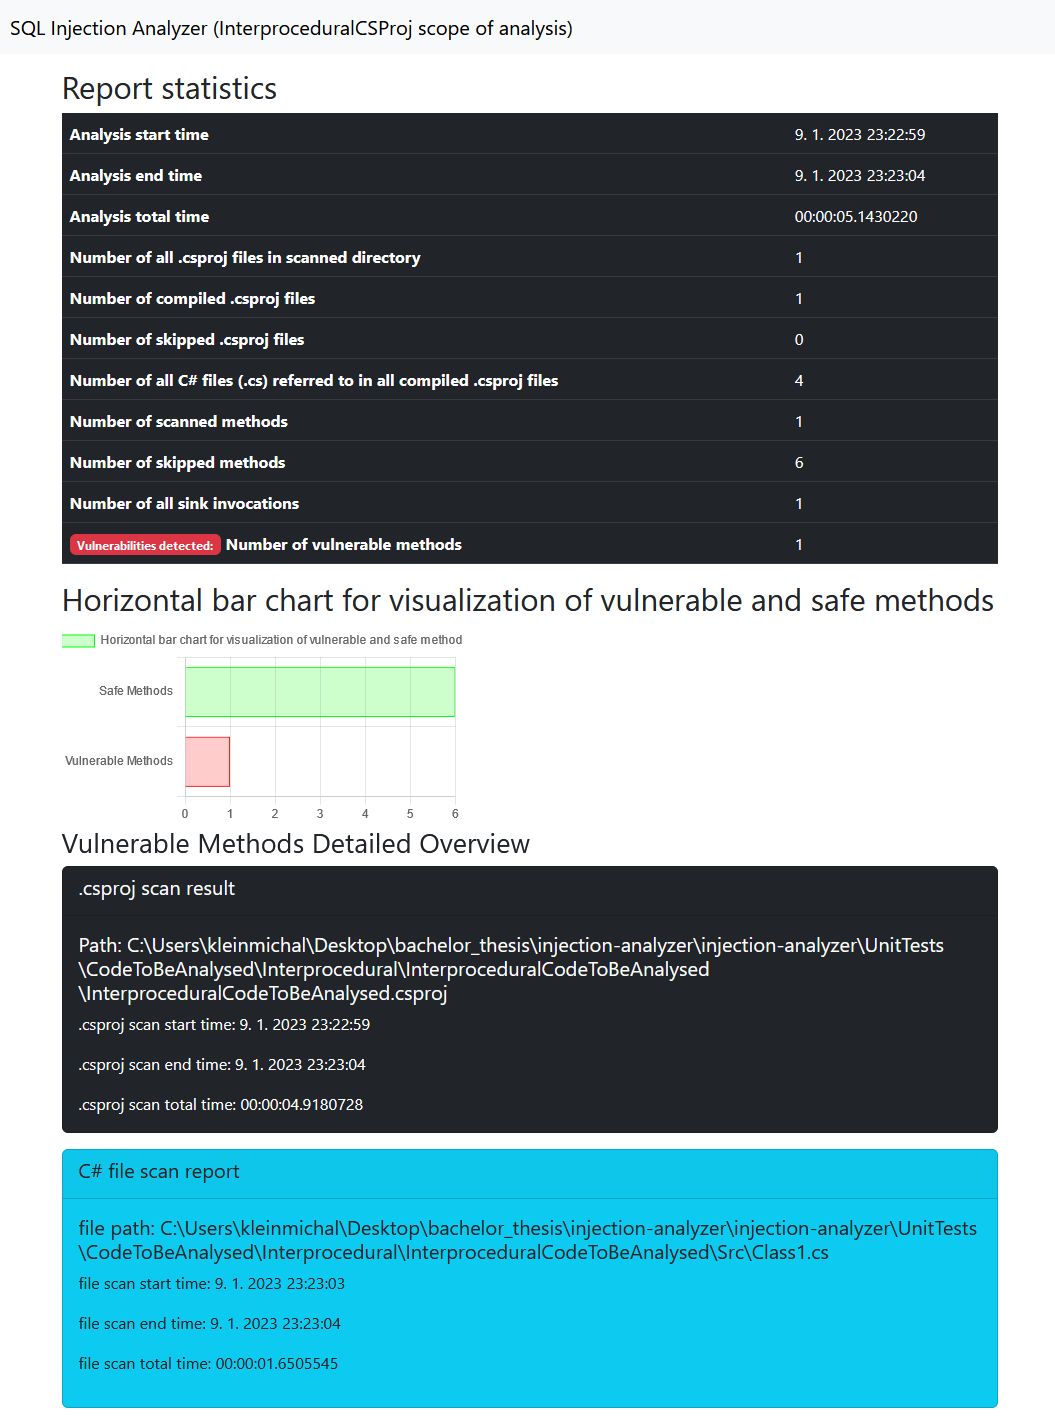 SQL Injection Analyzer (InterproceduralCSProj scope of analysis)
Report statistics
Analysis start time 9. 1. 2023 23:22:59
Analysis end time 9. 1. 2023 23:23:04
Analysis total time 00:00:05.1430220
Number of all .csproj files in scanned directory 1
Number of compiled .csproj files 1
Number of skipped .csproj files 0
Number of all C# files (.cs) referred to in all compiled .csproj files 4
Number of scanned methods 1
Number of skipped methods 6
Number of all sink invocations 1
Vulnerabilities detected: Number of vulnerable methods 1
Horizontal bar chart for visualization of vulnerable and safe methods
Horizontal bar chart for visualization of vulnerable and safe method
Safe Methods
Vulnerable Methods
0 1 2 3 4 5 6
Vulnerable Methods Detailed Overview
.csproj scan result
Path: C:\Users\kleinmichal\Desktop\bachelor_thesis\injection-analyzer\injection-analyzer\UnitTests
\CodeToBeAnalysed\Interprocedural\InterproceduralCodeToBeAnalysed
\InterproceduralCodeToBeAnalysed.csproj
.csproj scan start time: 9. 1. 2023 23:22:59
.csproj scan end time: 9. 1. 2023 23:23:04
.csproj scan total time: 00:00:04.9180728
C# file scan report
file path: C:\Users\kleinmichal\Desktop\bachelor_thesis\injection-analyzer\injection-analyzer\UnitTests
\CodeToBeAnalysed\Interprocedural\InterproceduralCodeToBeAnalysed\Src\Class1.cs
file scan start time: 9. 1. 2023 23:23:03
file scan end time: 9. 1. 2023 23:23:04
file scan total time: 00:00:01.6505545